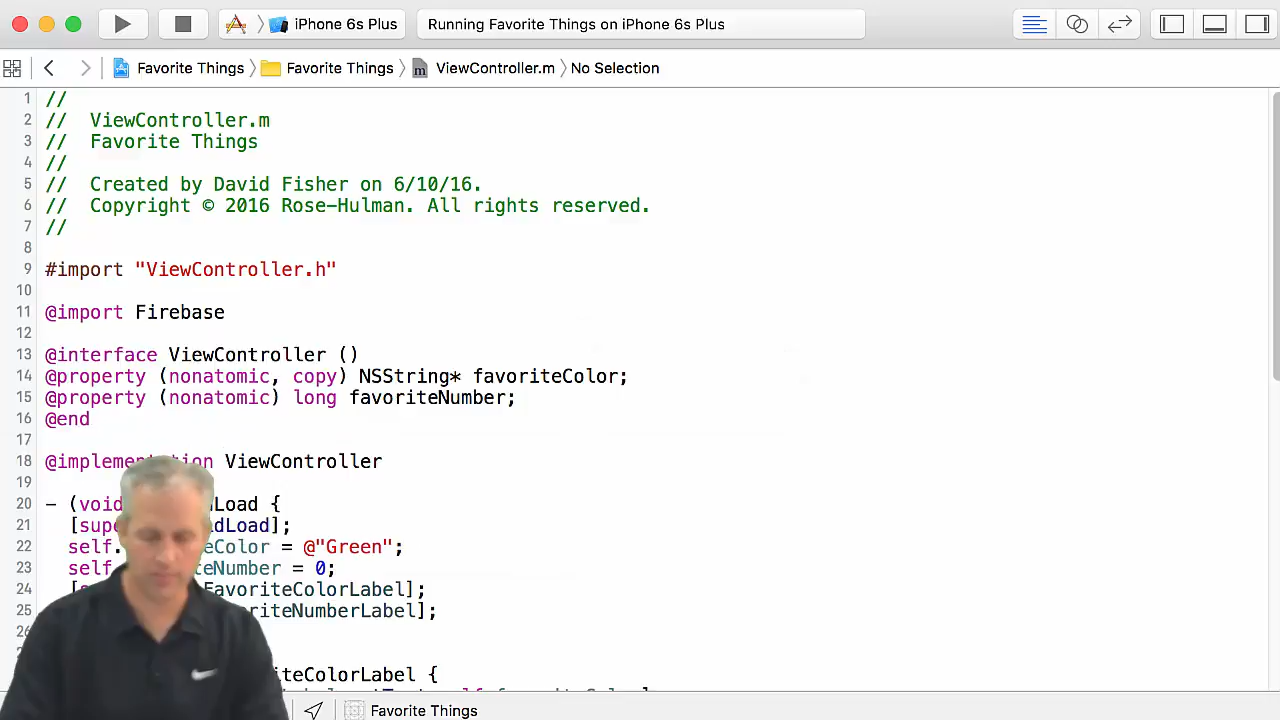 iPhone 6s Plus
Running Favorite Things on iPhone 6s Plus
Favorite Things
Favorite Things
ViewController.m
No Selection
1 //
2 // ViewController.m
3 // Favorite Things
4 //
5 // Created by David Fisher on 6/10/16.
6 // Copyright © 2016 Rose-Hulman. All rights reserved.
7 //
8
9 #import "ViewController.h"
10
11 @import Firebase
12
13 @interface ViewController ()
14 @property (nonatomic, copy) NSString* favoriteColor;
15 @property (nonatomic) long favoriteNumber;
16 @end
17
18 @implementation ViewController
19
20 - (void Load {
21 [supe dLoad];
22 self. eColor = @"Green";
23 self teNumber = 0;
24 [ FavoriteColorLabel];
25 oriteNumberLabel];
26
iteColorLabel {
Favorite Things